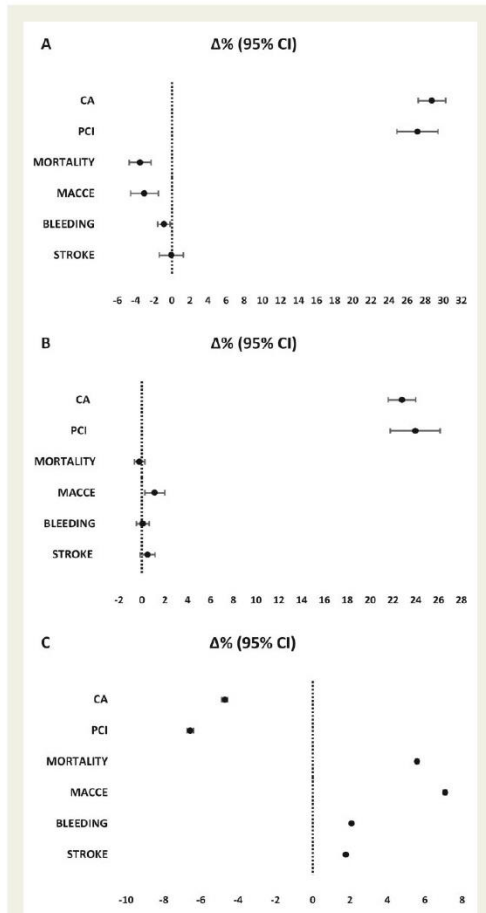 A Δ% (95% CI)
CA
PCI
MORTALITY
MACCE
BLEEDING
STROKE
-6 -4 -2 0 2 4 6 8 10 12 14 16 18 20 22 24 26 28 30 32
B Δ% (95% CI)
CA
PCI
MORTALITY
MACCE
BLEEDING
STROKE
-2 0 2 4 6 8 10 12 14 16 18 20 22 24 26 28
C Δ% (95% CI)
CA
PCI
MORTALITY
MACCE
BLEEDING
STROKE
-10 -8 -6 -4 -2 0 2 4 6 8